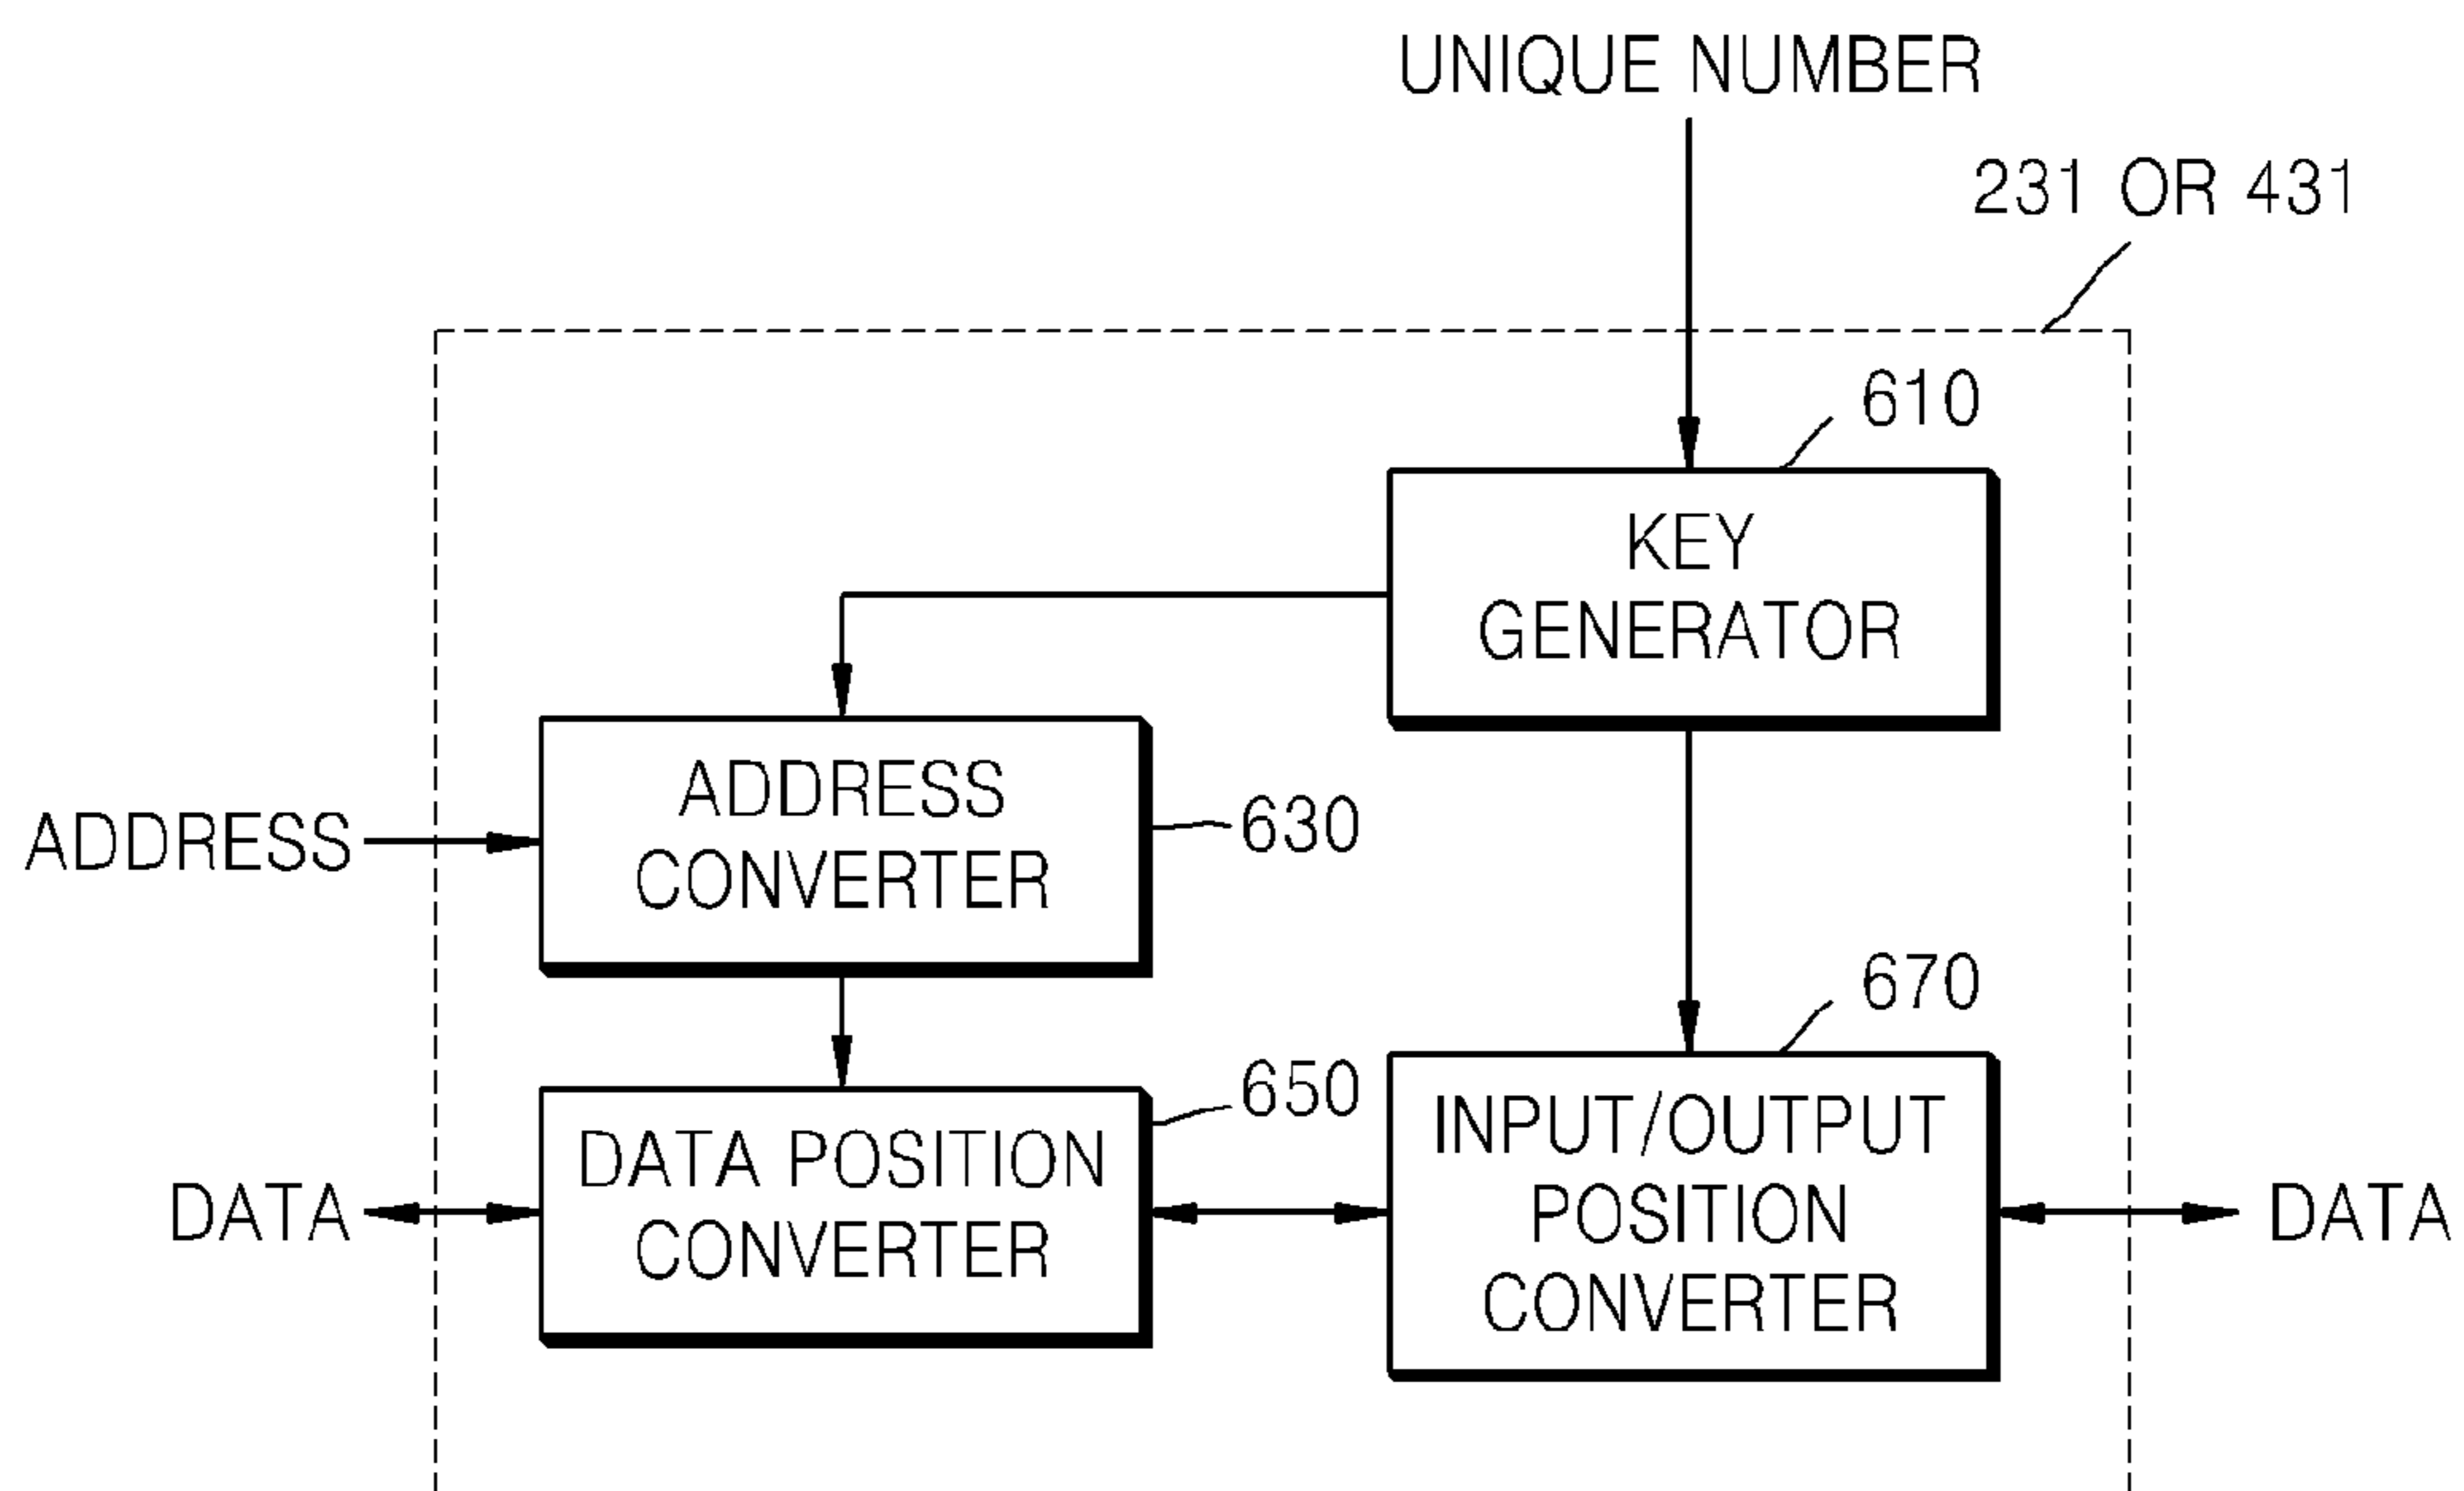 UNIQUE NUMBER
231 OR 431
610
KEY
GENERATOR
ADDRESS
CONVERTER
630
ADDRESS
670
650
DATA POSITION
CONVERTER
INPUT/OUTPUT
POSITION
CONVERTER
DATA
DATA